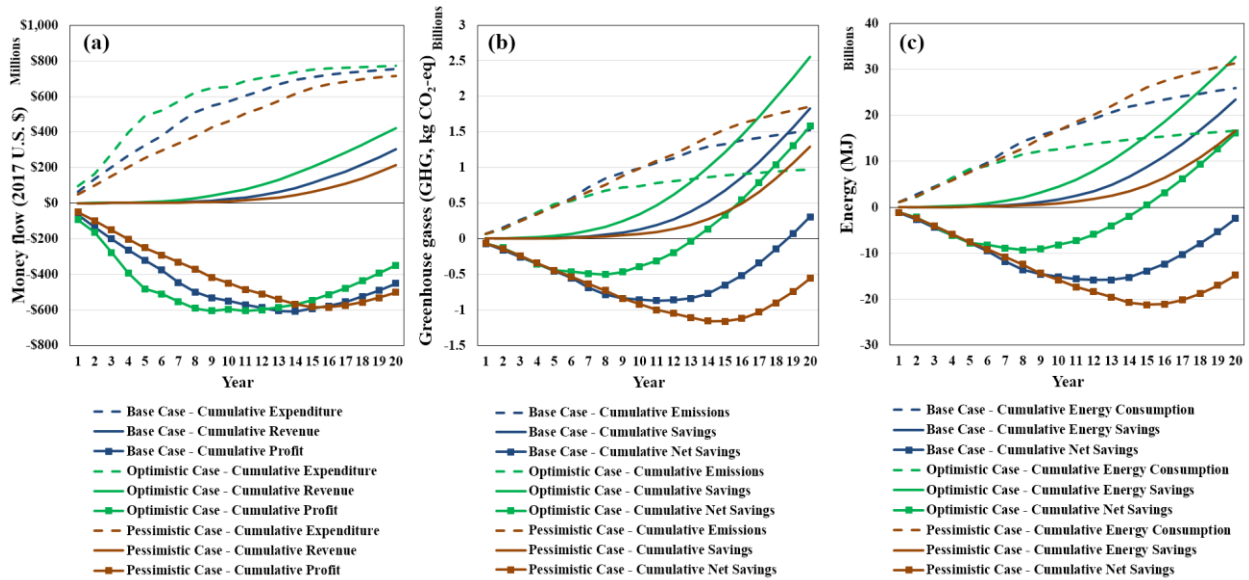 (a)
Millions
Money flow (2017 U.S. $)
$1,000
$800
$600
$400
$200
$0
-$200
-$400
-$600
-$800
1 2 3 4 5 6 7 8 9 10 11 12 13 14 15 16 17 18 19 20
Year
Base Case - Cumulative Expenditure
Base Case - Cumulative Revenue
Base Case - Cumulative Profit
Optimistic Case - Cumulative Expenditure
Optimistic Case - Cumulative Revenue
Optimistic Case - Cumulative Profit
Pessimistic Case - Cumulative Expenditure
Pessimistic Case - Cumulative Revenue
Pessimistic Case - Cumulative Profit
(b)
Billions
Greenhouse gases (GHG, kg CO₂-eq)
3
2.5
2
1.5
1
0.5
0
-0.5
-1
-1.5
1 2 3 4 5 6 7 8 9 10 11 12 13 14 15 16 17 18 19 20
Year
Base Case - Cumulative Emissions
Base Case - Cumulative Savings
Base Case - Cumulative Net Savings
Optimistic Case - Cumulative Emissions
Optimistic Case - Cumulative Savings
Optimistic Case - Cumulative Net Savings
Pessimistic Case - Cumulative Emissions
Pessimistic Case - Cumulative Savings
Pessimistic Case - Cumulative Net Savings
(c)
Billions
Energy (MJ)
40
30
20
10
0
-10
-20
-30
1 2 3 4 5 6 7 8 9 10 11 12 13 14 15 16 17 18 19 20
Year
Base Case - Cumulative Energy Consumption
Base Case - Cumulative Energy Savings
Base Case - Cumulative Net Savings
Optimistic Case - Cumulative Energy Consumption
Optimistic Case - Cumulative Energy Savings
Optimistic Case - Cumulative Net Savings
Pessimistic Case - Cumulative Energy Consumption
Pessimistic Case - Cumulative Energy Savings
Pessimistic Case - Cumulative Net Savings